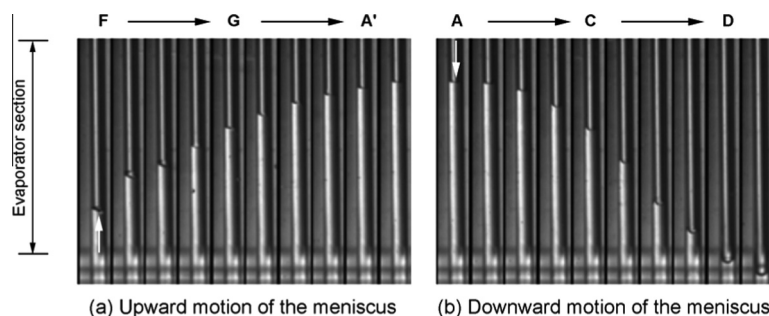 F G A'
A C D
Evaporator section
(a) Upward motion of the meniscus
(b) Downward motion of the meniscus